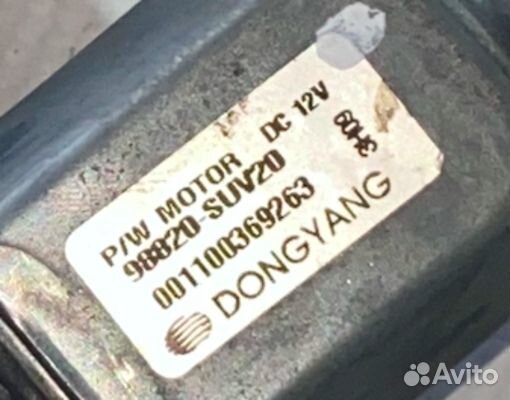 P/W MOTOR DC 12V
98820-SUV20
001100369263
DONGYANG
Avito